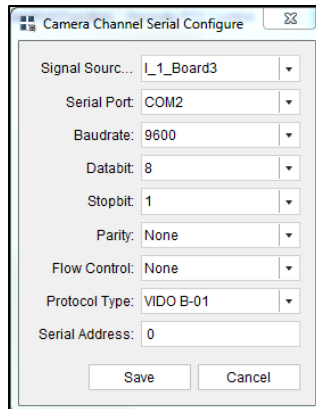 Camera Channel Serial Configure
Signal Sourc... I_1_Board3
Serial Port: COM2
Baudrate: 9600
Databit: 8
Stopbit: 1
Parity: None
Flow Control: None
Protocol Type: VIDO B-01
Serial Address: 0
Save Cancel